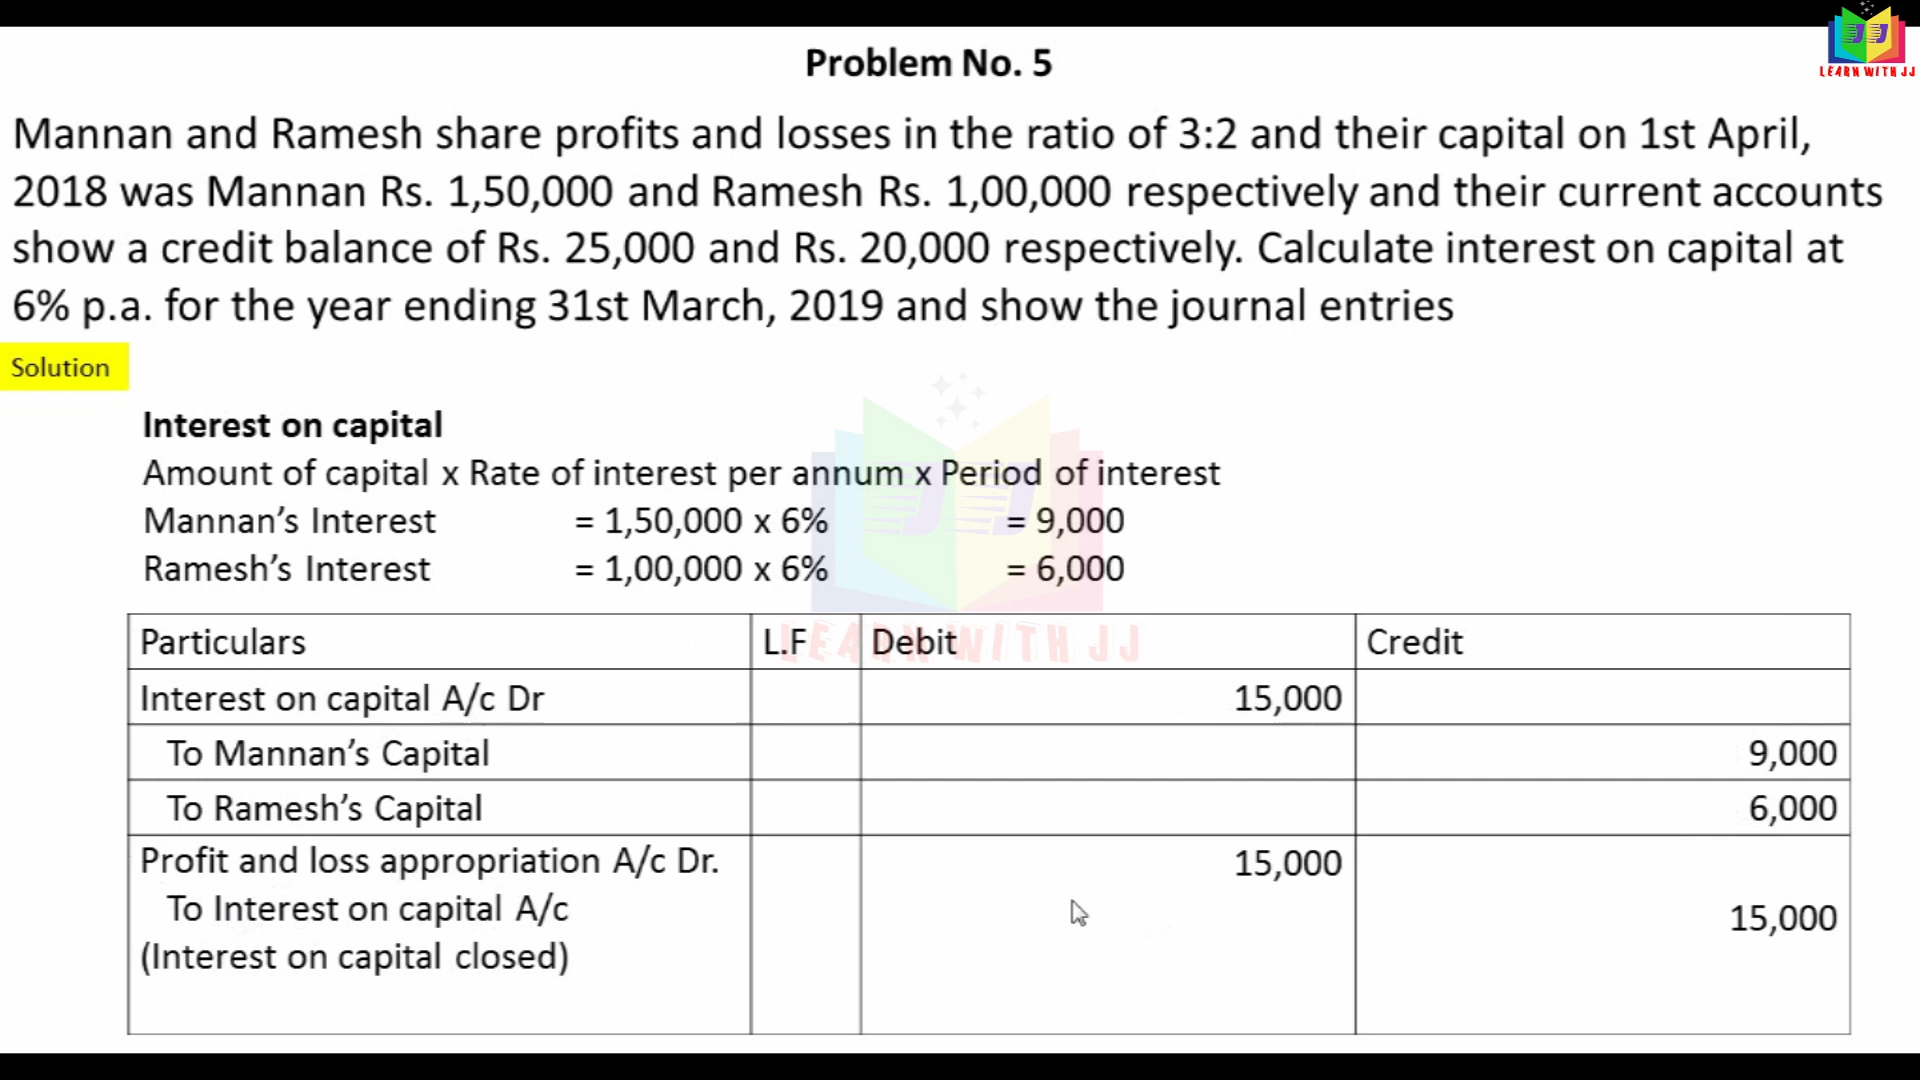 LEARN WITH JJ
Problem No. 5
Mannan and Ramesh share profits and losses in the ratio of 3:2 and their capital on 1st April,
2018 was Mannan Rs. 1,50,000 and Ramesh Rs. 1,00,000 respectively and their current accounts
show a credit balance of Rs. 25,000 and Rs. 20,000 respectively. Calculate interest on capital at
6% p.a. for the year ending 31st March, 2019 and show the journal entries
Solution
Interest on capital
Amount of capital x Rate of interest per annum x Period of interest
Mannan's Interest = 1,50,000 x 6% = 9,000
Ramesh's Interest = 1,00,000 x 6% = 6,000
LEARN WITH JJ
Particulars L.F Debit Credit
Interest on capital A/c Dr 15,000
To Mannan's Capital 9,000
To Ramesh's Capital 6,000
Profit and loss appropriation A/c Dr. 15,000
To Interest on capital A/c 15,000
(Interest on capital closed)